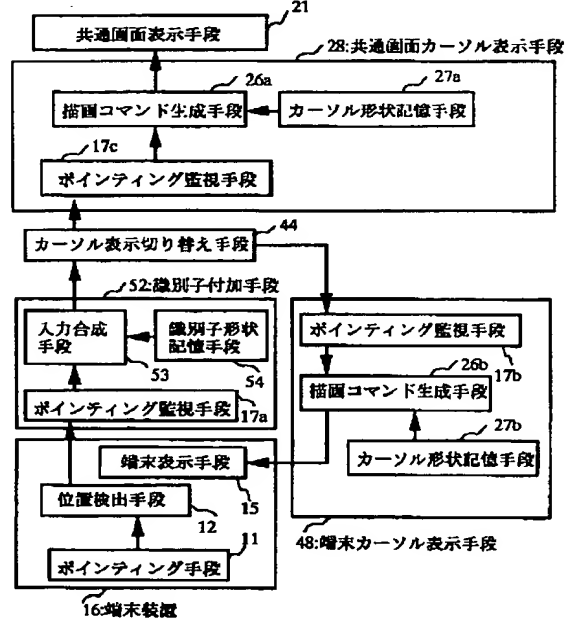 21
共通画面表示手段
28:共通画面カーソル表示手段
26a
27a
描画コマンド生成手段
カーソル形状記憶手段
17c
ポインティング監視手段
44
カーソル表示切り替え手段
52:識別子付加手段
入力合成
手段
識別子形状
記憶手段
53
54
ポインティング監視手段
17a
ポインティング監視手段
17b
26b
描画コマンド生成手段
27b
カーソル形状記憶手段
48:端末カーソル表示手段
端末表示手段
15
位置検出手段
12
11
ポインティング手段
16:端末装置